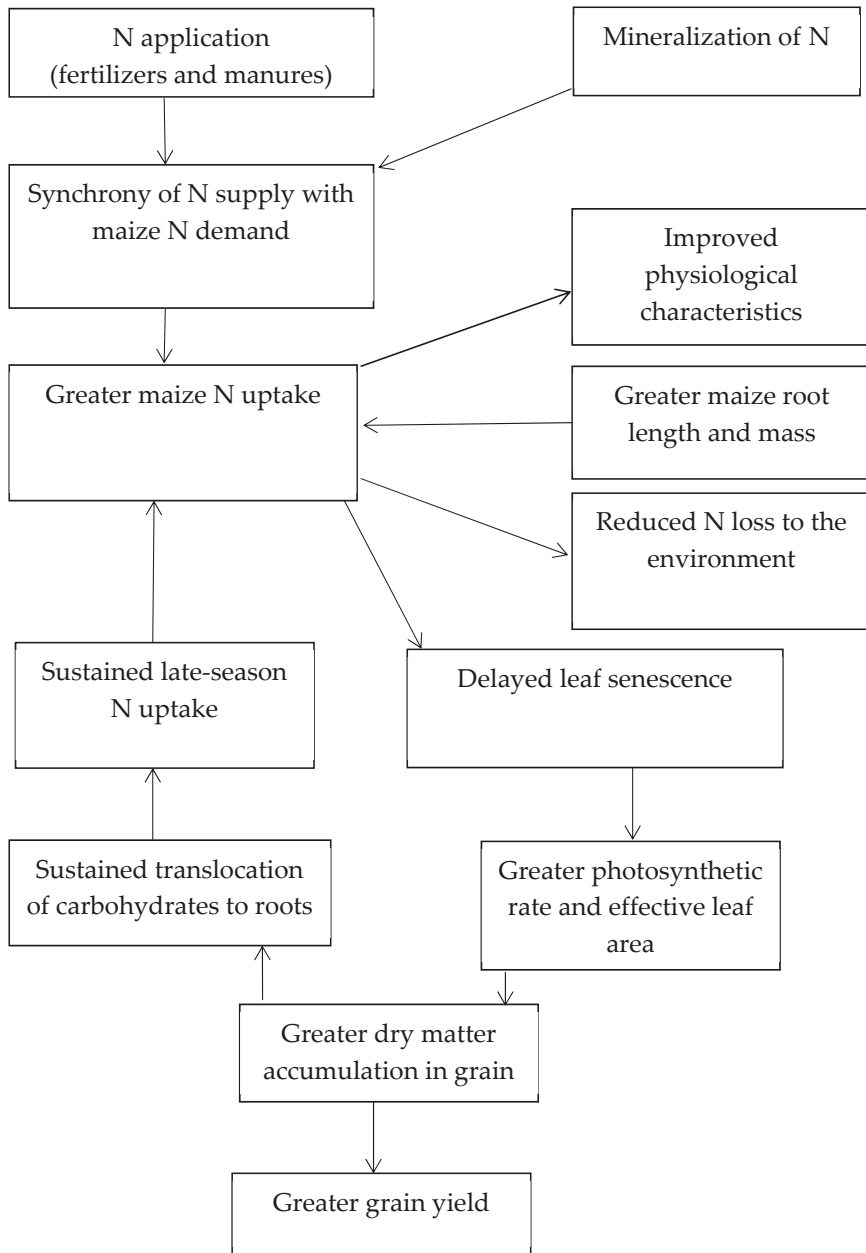 N application
(fertilizers and manures)
Mineralization of N
Synchrony of N supply with
maize N demand
Improved
physiological
characteristics
Greater maize N uptake
Greater maize root
length and mass
Reduced N loss to the
environment
Sustained late-season
N uptake
Delayed leaf senescence
Sustained translocation
of carbohydrates to roots
Greater photosynthetic
rate and effective leaf
area
Greater dry matter
accumulation in grain
Greater grain yield